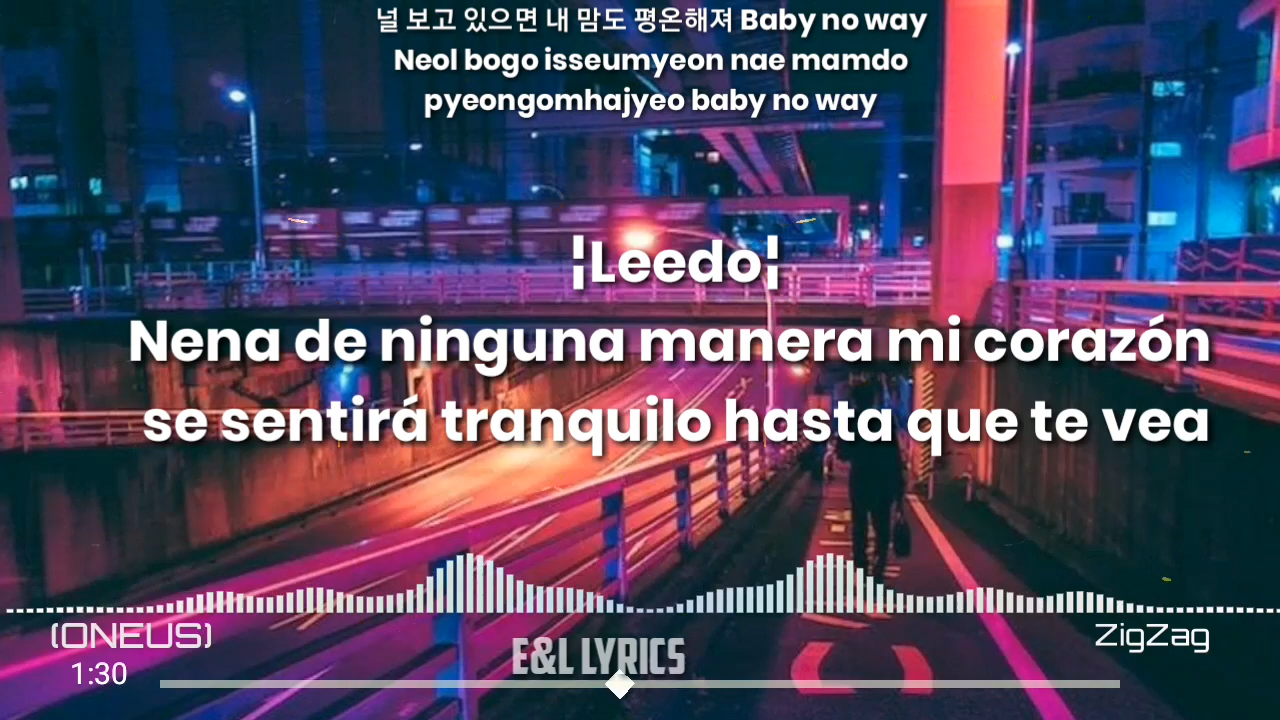 널 보고 있으면 내 맘도 평온해져 Baby no way
Neol bogo isseumyeon nae mamdo
pyeongomhajyeo baby no way
¦Leedo¦
Nena de ninguna manera mi corazón
se sentirá tranquilo hasta que te vea
(ONEUS)
ZigZag
1:30
E&L LYRICS